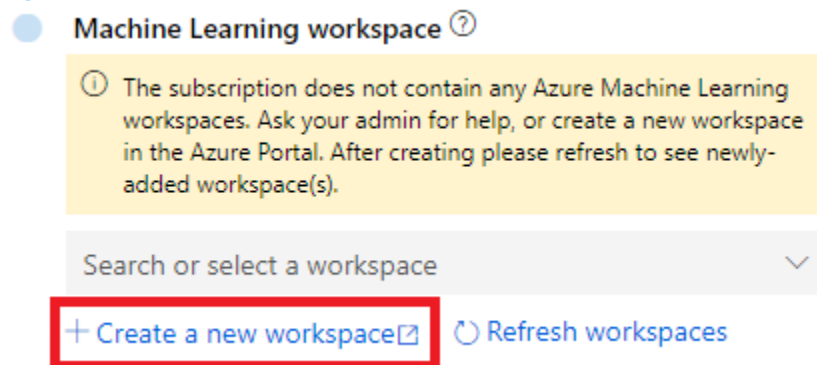 Machine Learning workspace
The subscription does not contain any Azure Machine Learning
workspaces. Ask your admin for help, or create a new workspace
in the Azure Portal. After creating please refresh to see newly-
added workspace(s).
Search or select a workspace
+ Create a new workspace
Refresh workspaces